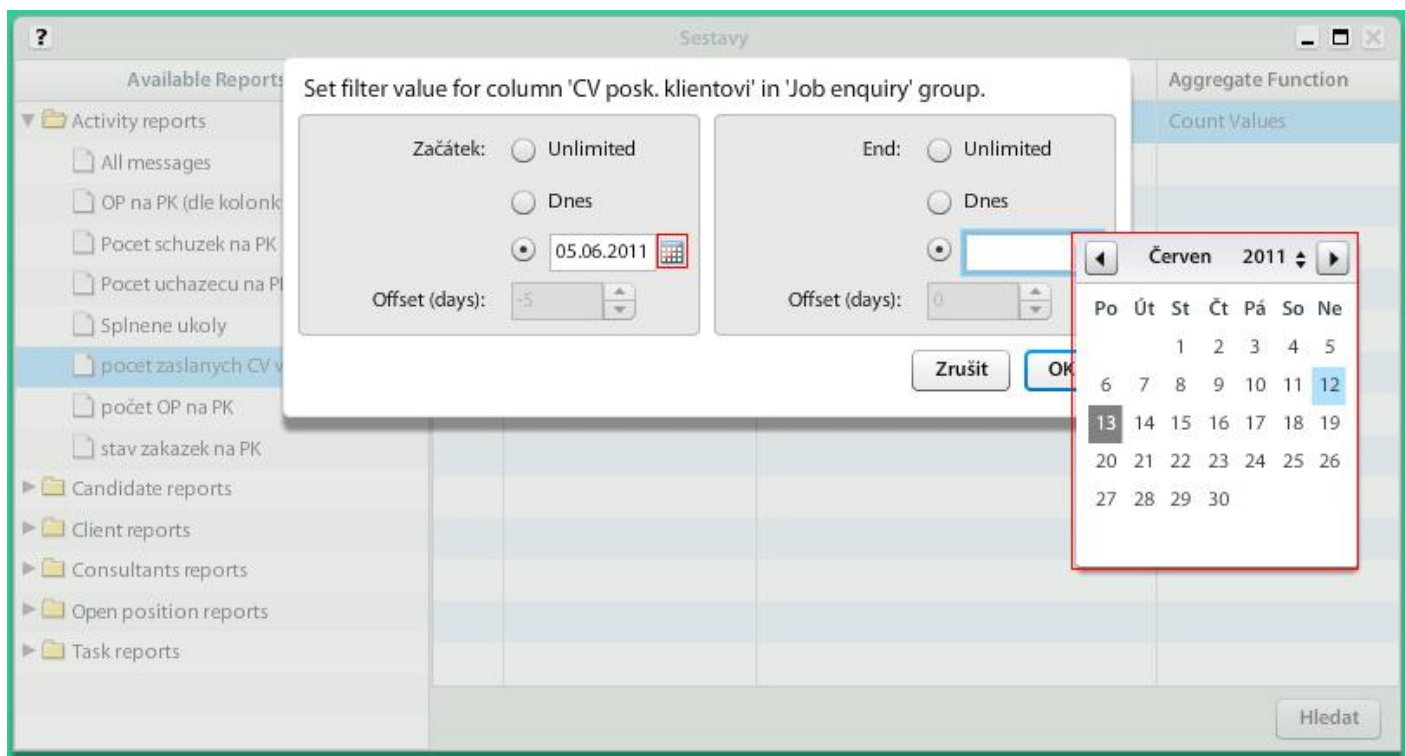 ?
Sestavy
Available Reports
Aggregate Function
Activity reports
Count Values
All messages
OP na PK (dle kolonk
Pocet schuzek na PK
Pocet uchazecu na
Splnene ukoly
pocet zaslanych CV
počet OP na PK
stav zakazek na PK
Candidate reports
Client reports
Consultants reports
Open position reports
Task reports
Set filter value for column 'CV posk. klientovi' in 'Job enquiry' group.
Začátek: Unlimited
Dnes
05.06.2011
Offset (days): -5
End: Unlimited
Dnes
Offset (days): 0
Zrušit OK
Červen 2011
Po Út St Čt Pá So Ne
1 2 3 4 5
6 7 8 9 10 11 12
13 14 15 16 17 18 19
20 21 22 23 24 25 26
27 28 29 30
Hledat